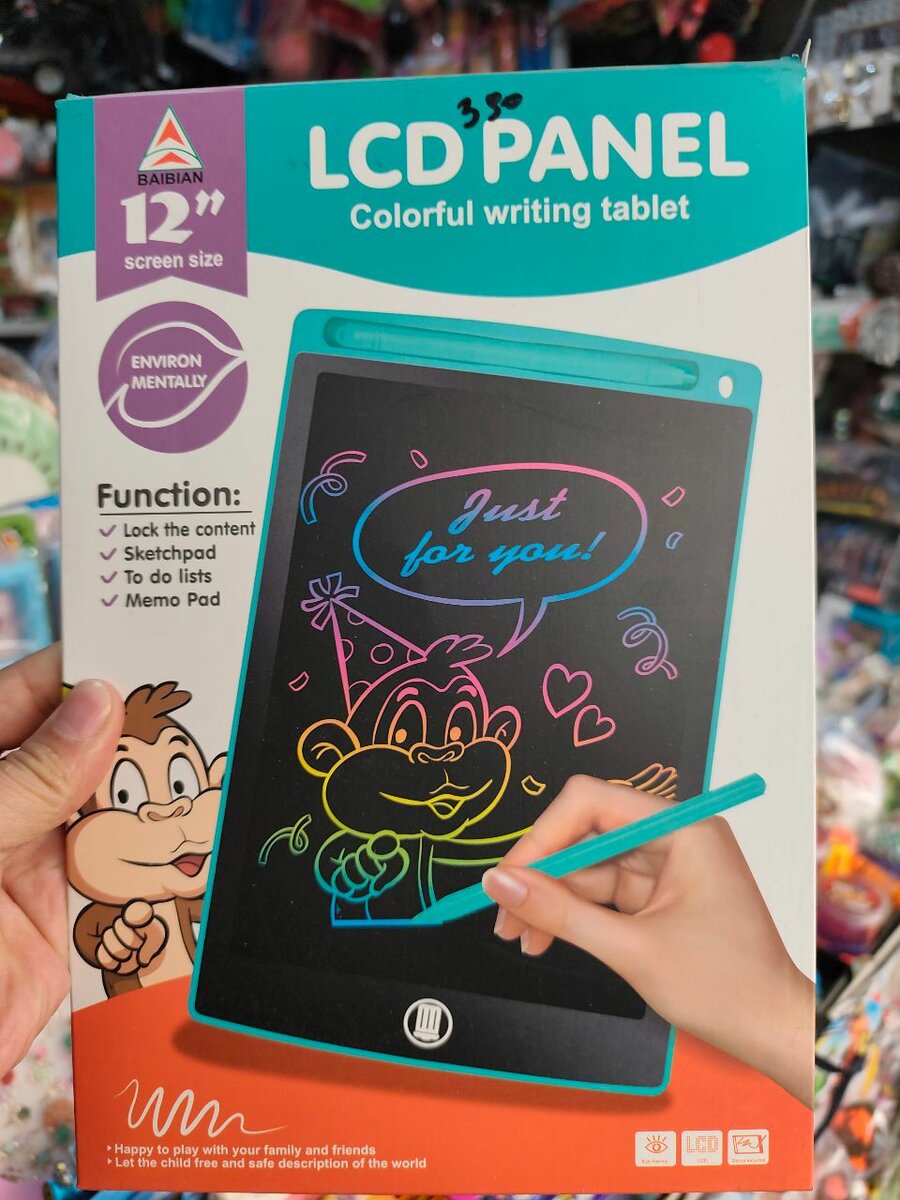 350
LCD PANEL
Colorful writing tablet
BAIBIAN
12”
screen size
ENVIRON
MENTALLY
Function:
Lock the content
Sketchpad
To do lists
Memo Pad
Just
for you!
Happy to play with your family and friends
Let the child free and safe description of the world
LCD